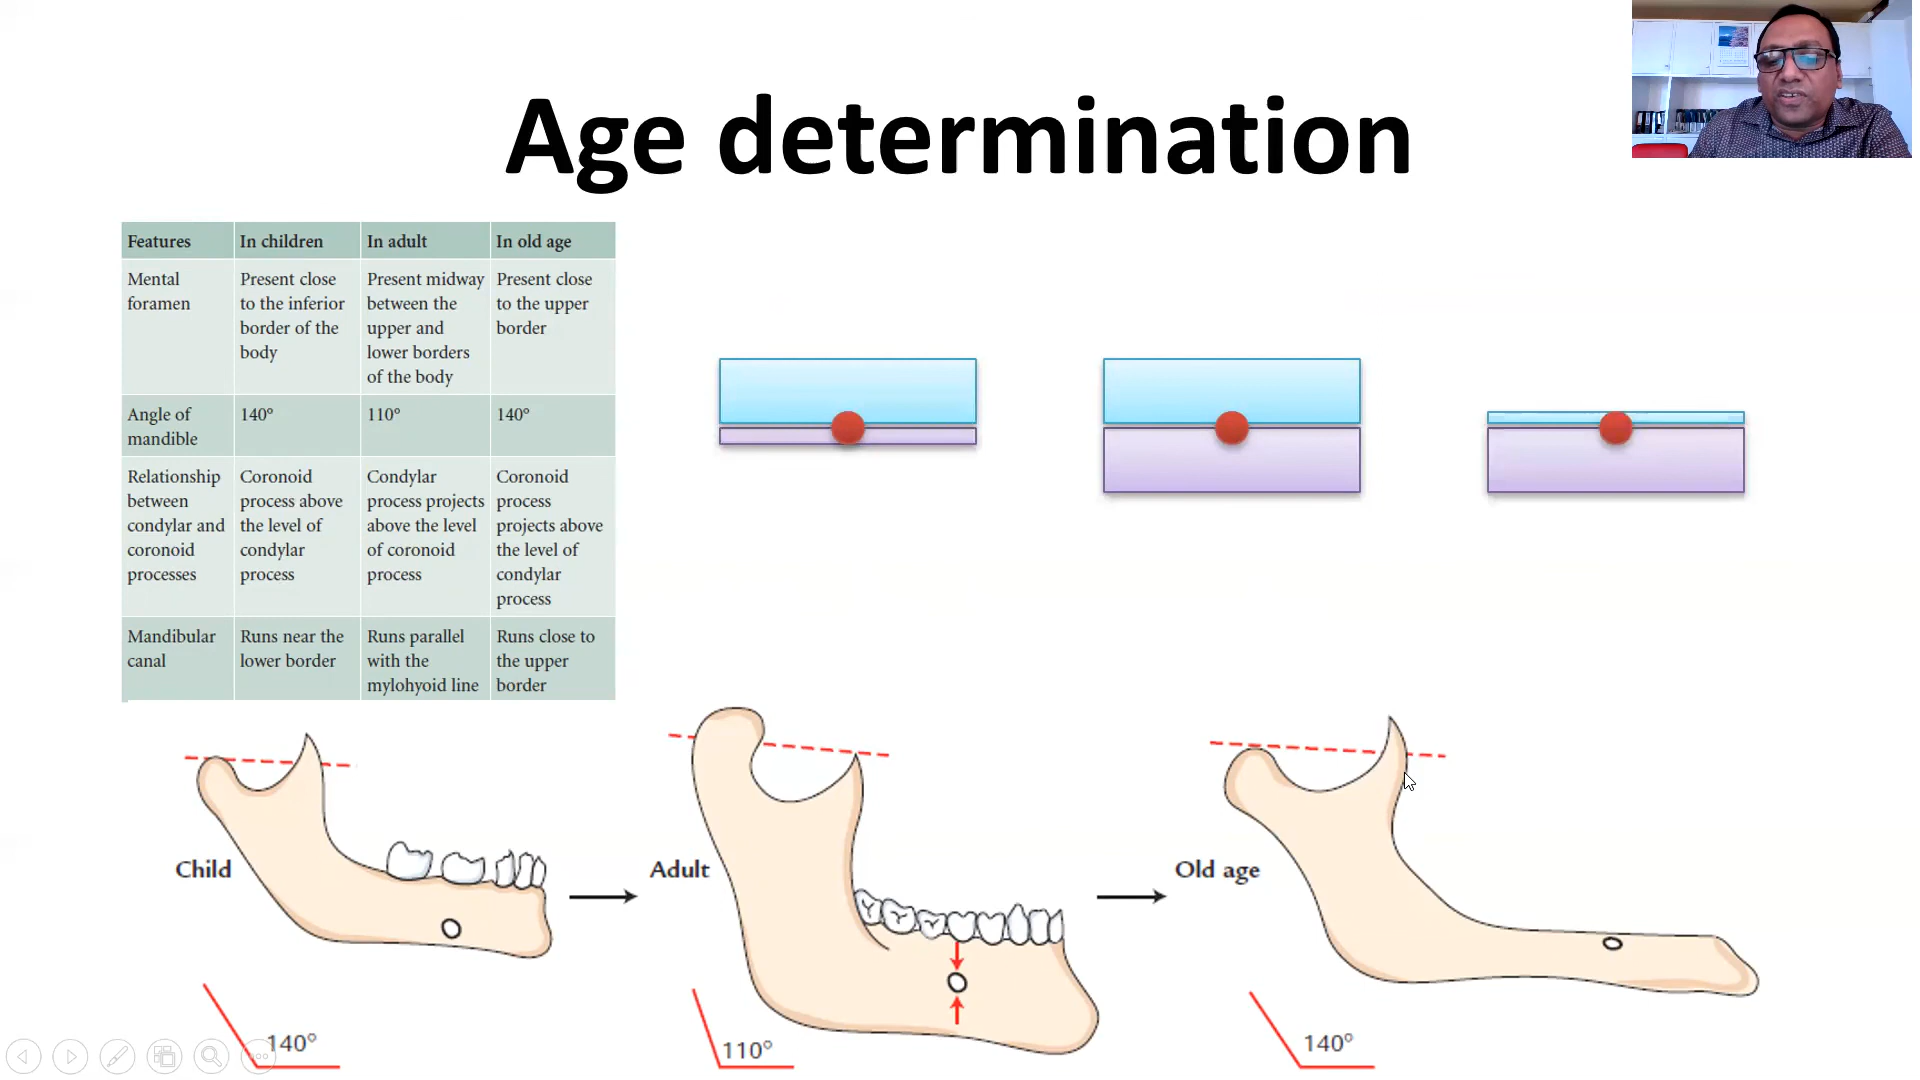 Age determination
Features In children In adult In old age
Mental foramen
Present close to the inferior border of the body
Present midway between the upper and lower borders of the body
Present close to the upper border
Angle of mandible
140° 110° 140°
Relationship between condylar and coronoid processes
Coronoid process above the level of condylar process
Condylar process projects above the level of coronoid process
Coronoid process projects above the level of condylar process
Mandibular canal
Runs near the lower border
Runs parallel with the mylohyoid line
Runs close to the upper border
Child
Adult
Old age
140°
110°
140°